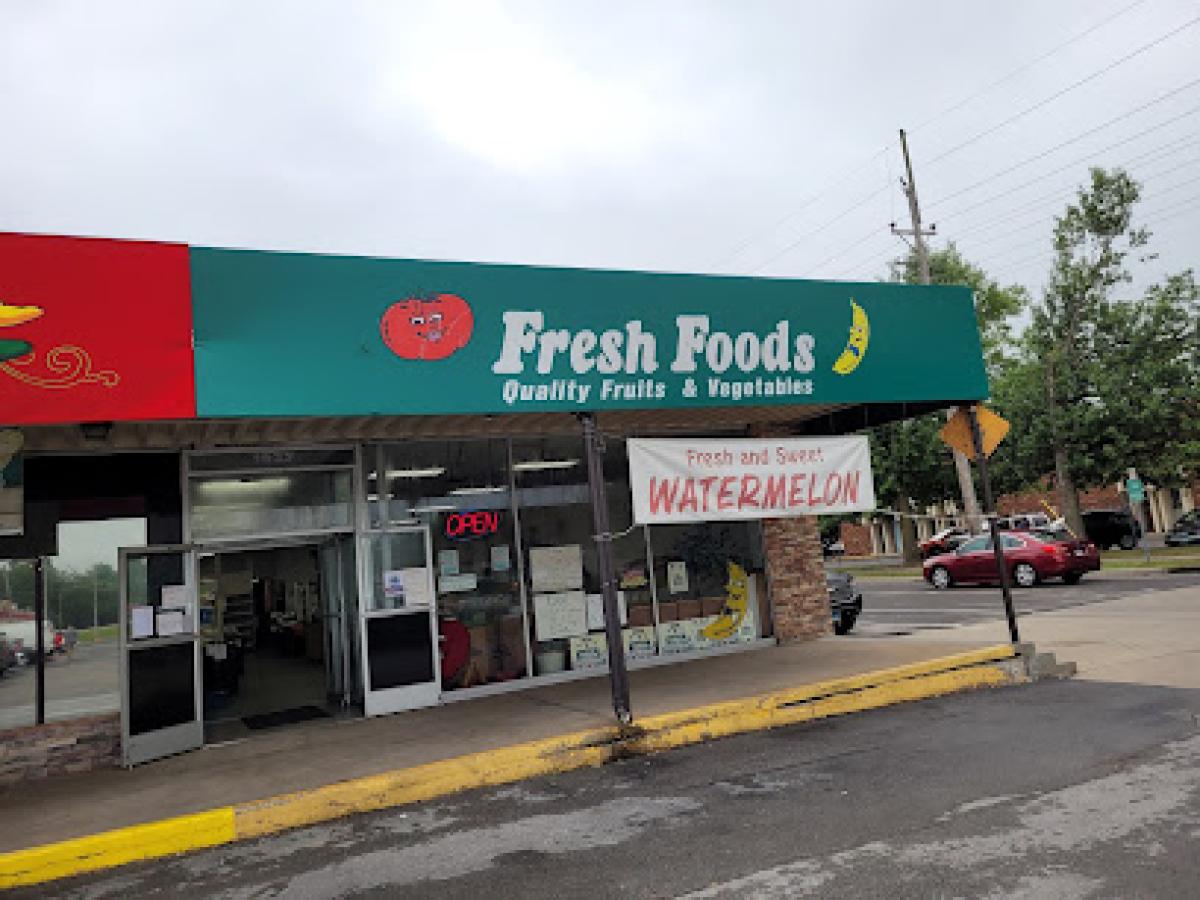 Fresh Foods
Quality Fruits & Vegetables
Fresh and Sweet
WATERMELON
OPEN